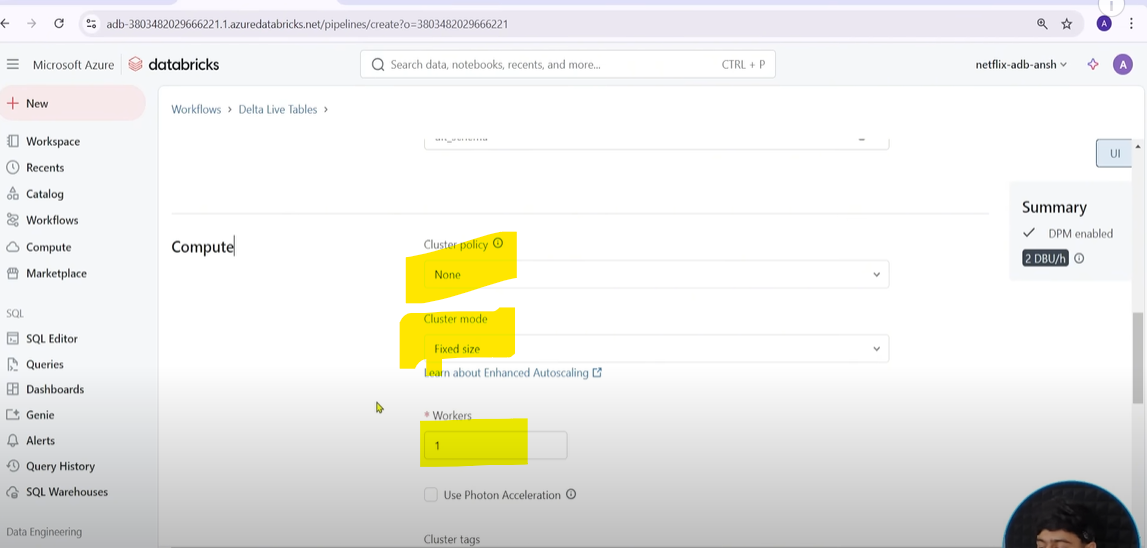 adb-3803482029666221.1.azuredatabricks.net/pipelines/create?o=3803482029666221
A
Microsoft Azure
databricks
Search data, notebooks, recents, and more...
CTRL + P
netflix-adb-ansh
A
New
Workspace
Recents
Catalog
Workflows
Compute
Marketplace
SQL
SQL Editor
Queries
Dashboards
Genie
Alerts
Query History
SQL Warehouses
Data Engineering
Workflows > Delta Live Tables >
UI
Summary
DPM enabled
2 DBU/h
Compute
Cluster policy
None
Cluster mode
Fixed size
Learn about Enhanced Autoscaling
* Workers
1
Use Photon Acceleration
Cluster tags